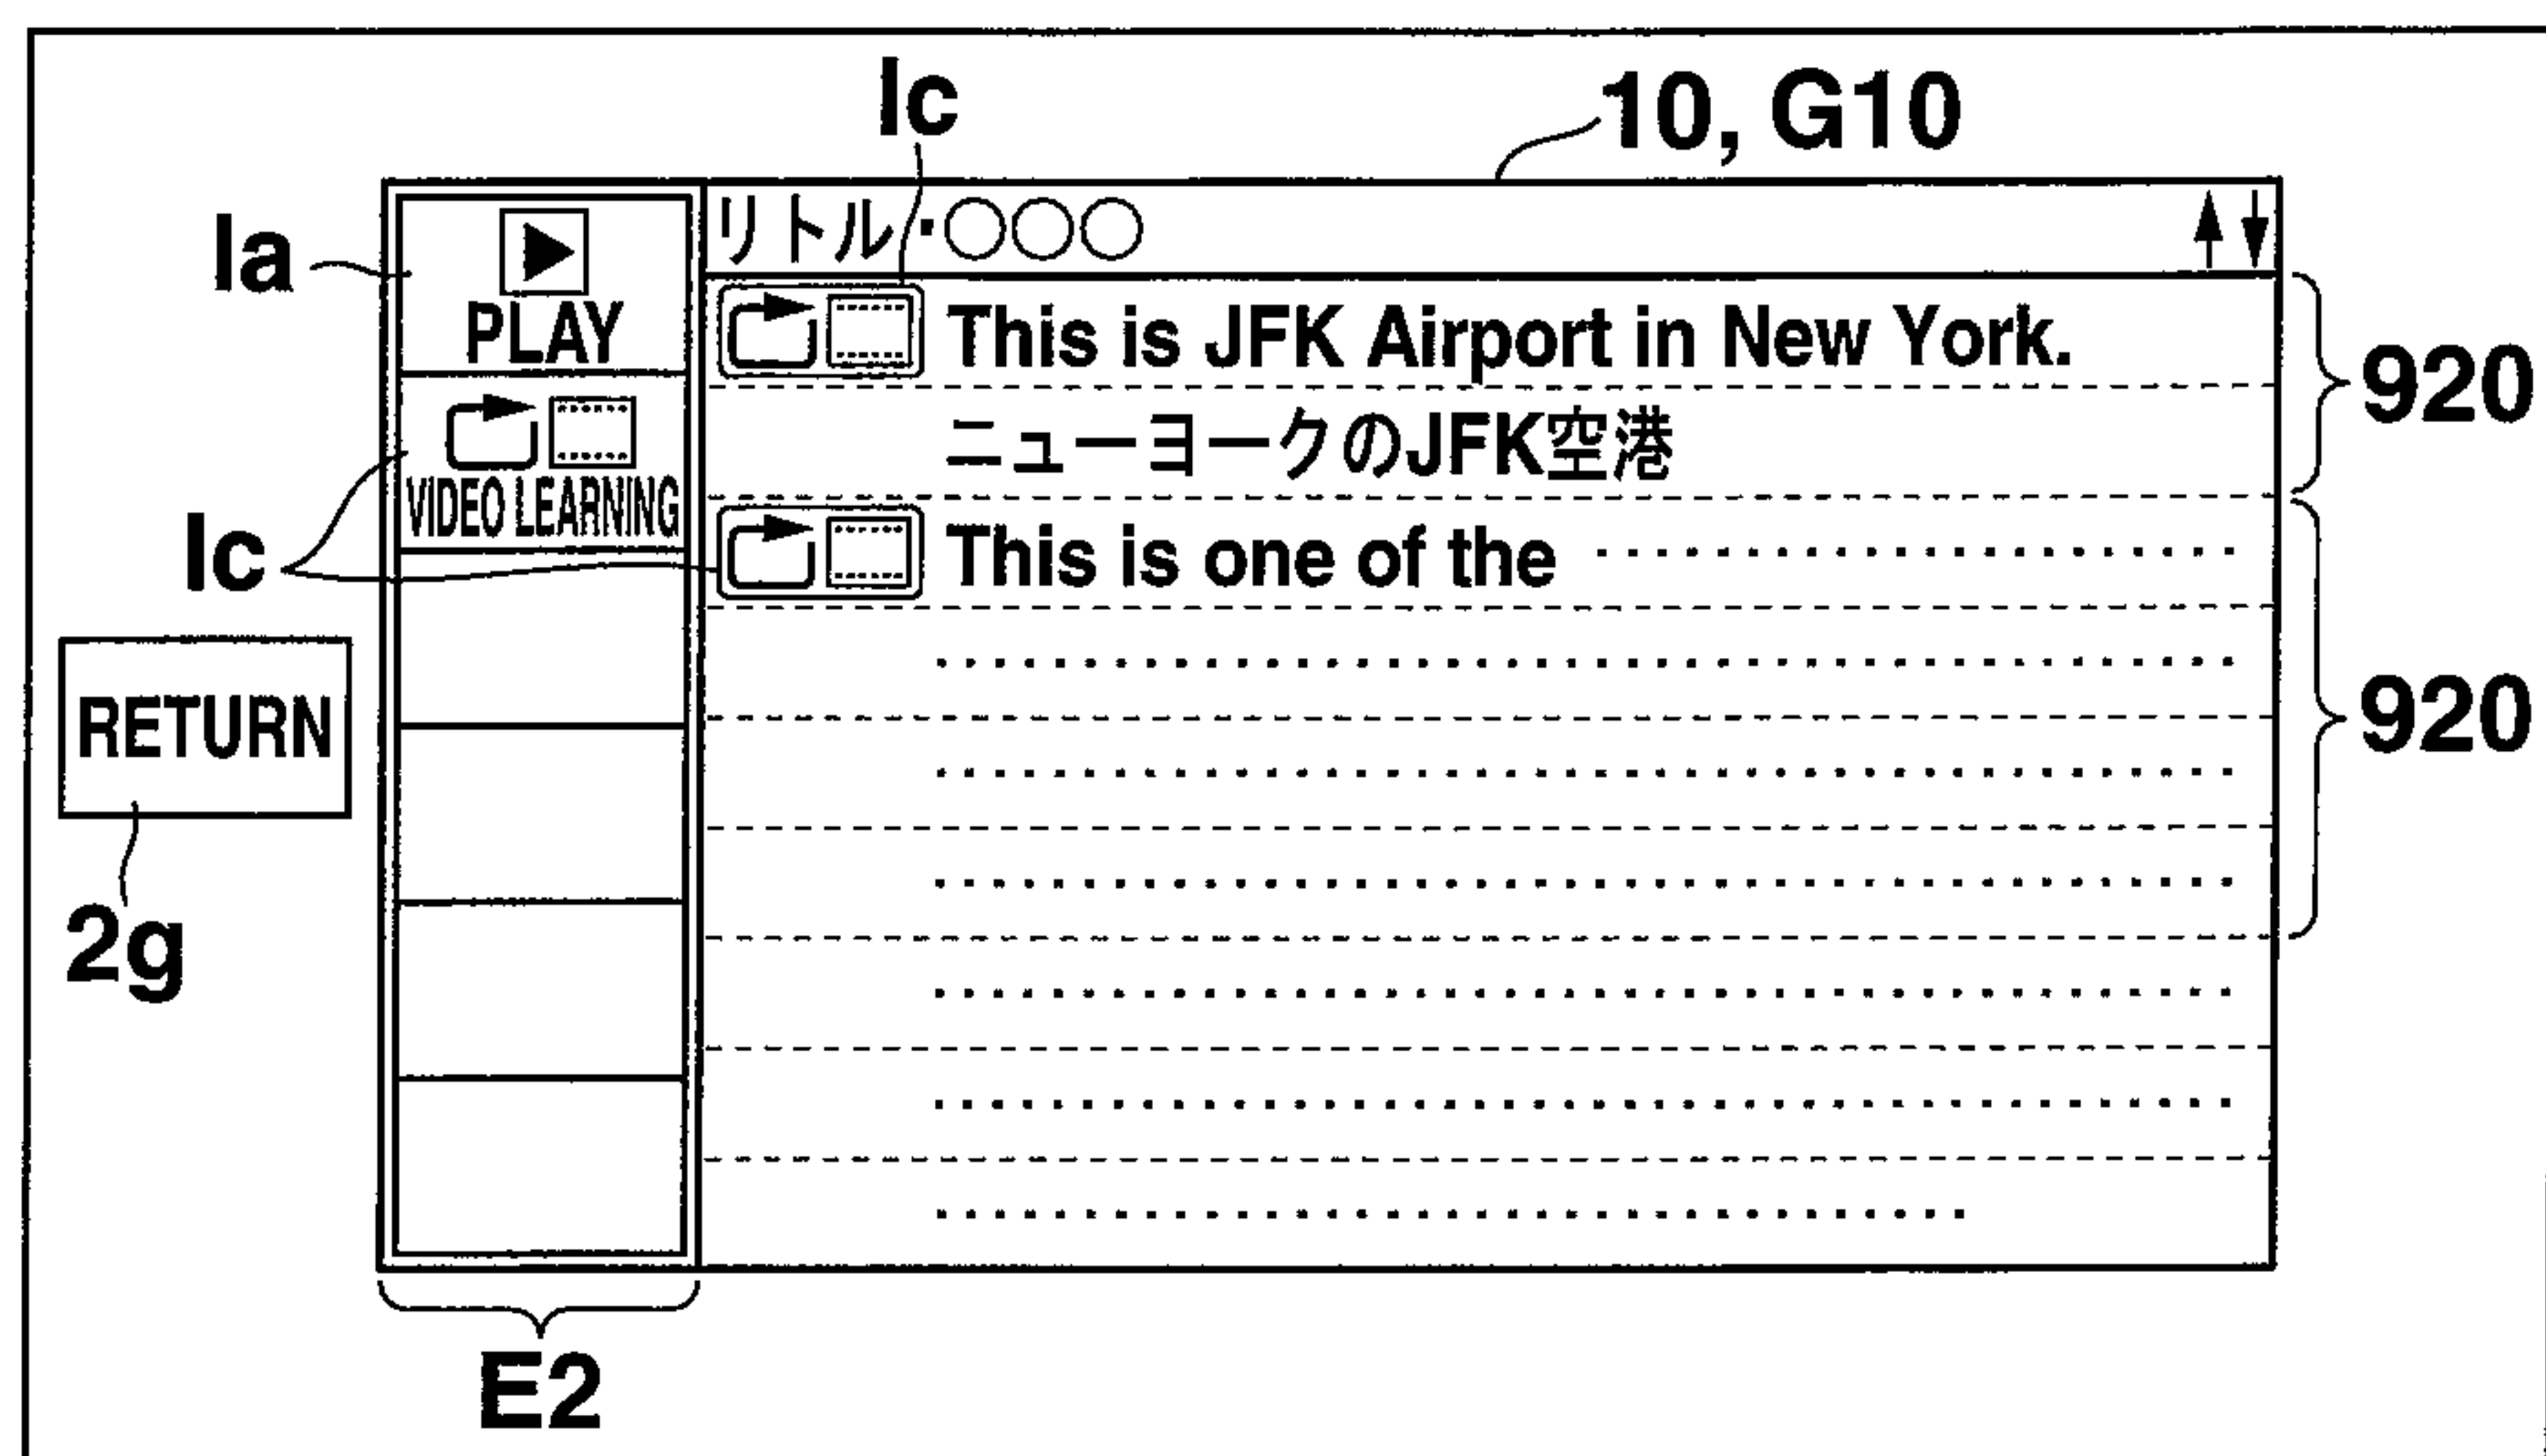 Ic
10, G10
Ia
PLAY
リトル・○○○
This is JFK Airport in New York.
920
ニューヨークのJFK空港
VIDEO LEARNING
Ic
This is one of the ....................
920
RETURN
2g
E2